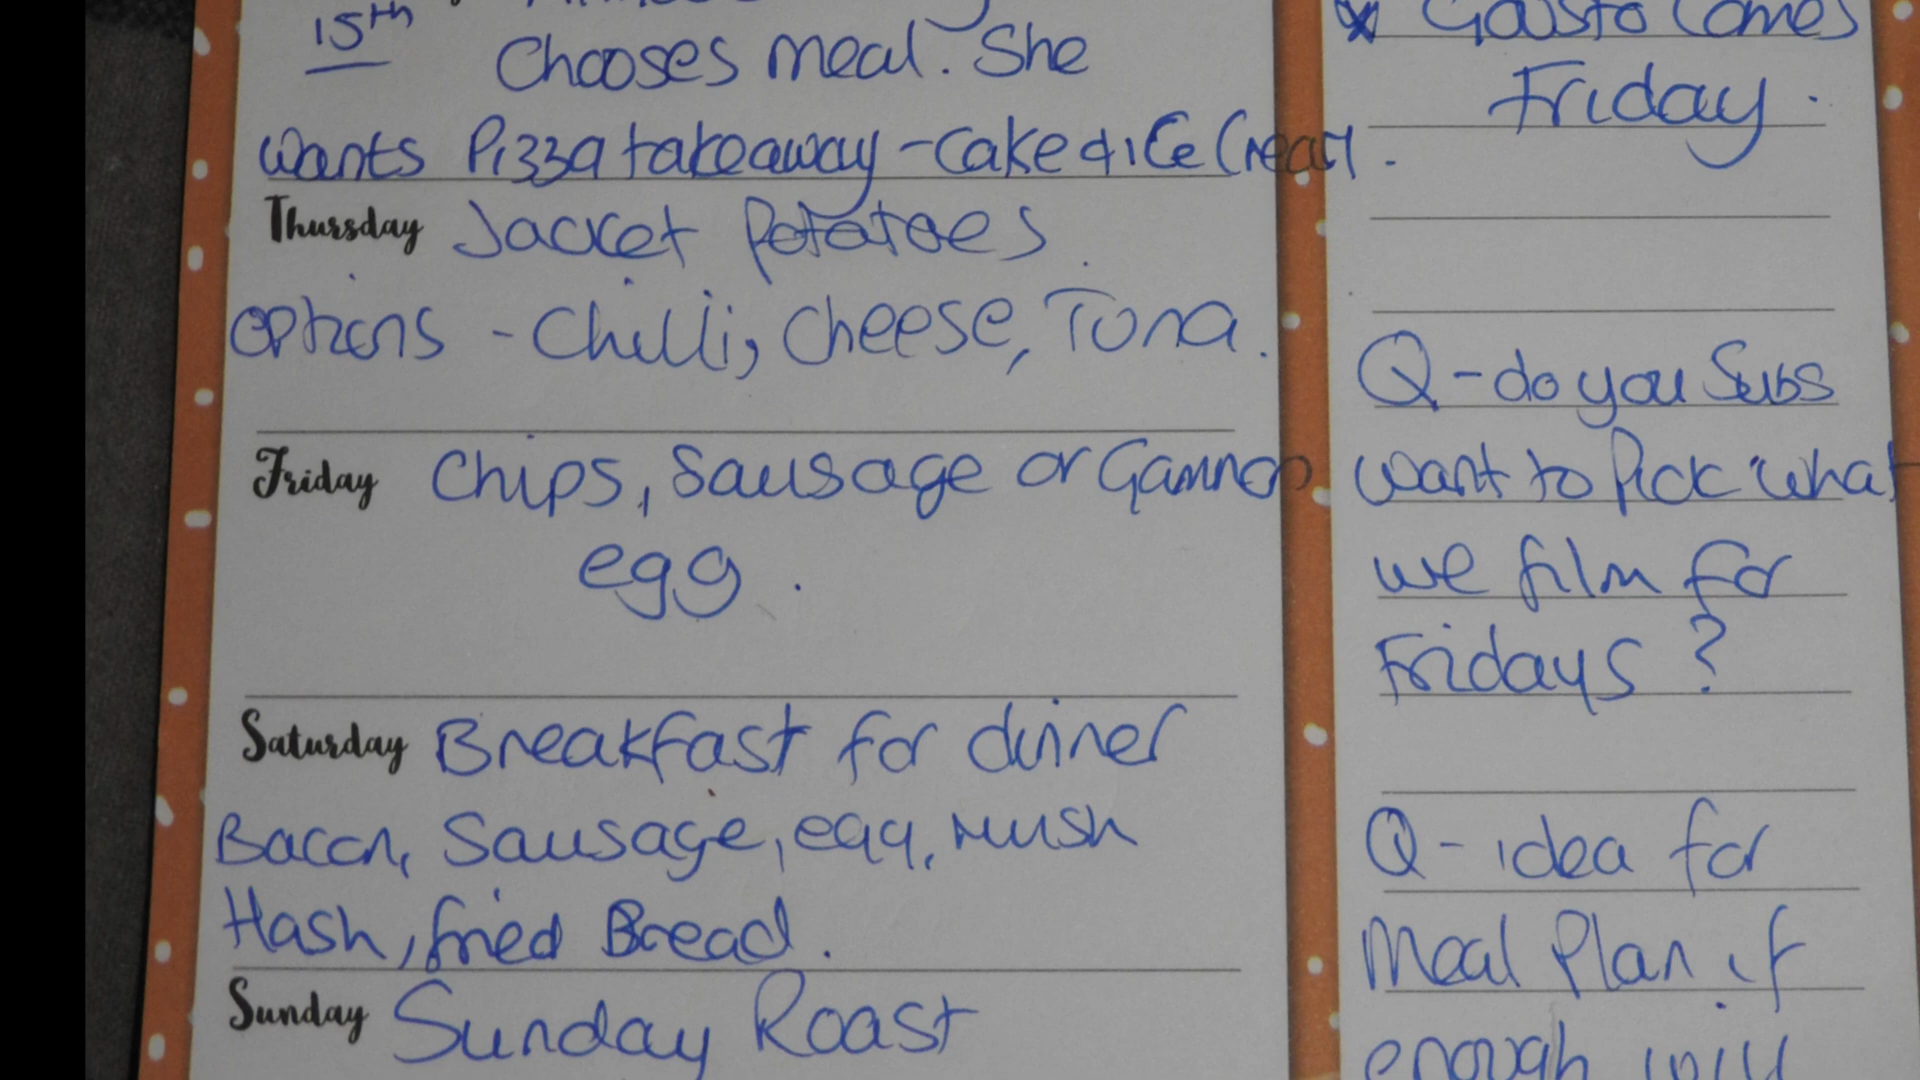 15th
Chooses meal. She
wants Pizza takeaway - Cake & ice Cream.
Thursday Jacket Potatoes.
options - Chilli, Cheese, Tuna.
Friday Chips, Sausage or Gammon
egg.
Saturday Breakfast for dinner
Bacon, Sausage, egg, Mush
Hash, fried Bread.
Sunday Sunday Roast
* Gousto Comes
Friday.
Q - do you Subs
want to Pick what
we film for
Fridays?
Q - idea for
Meal Plan if
enough will